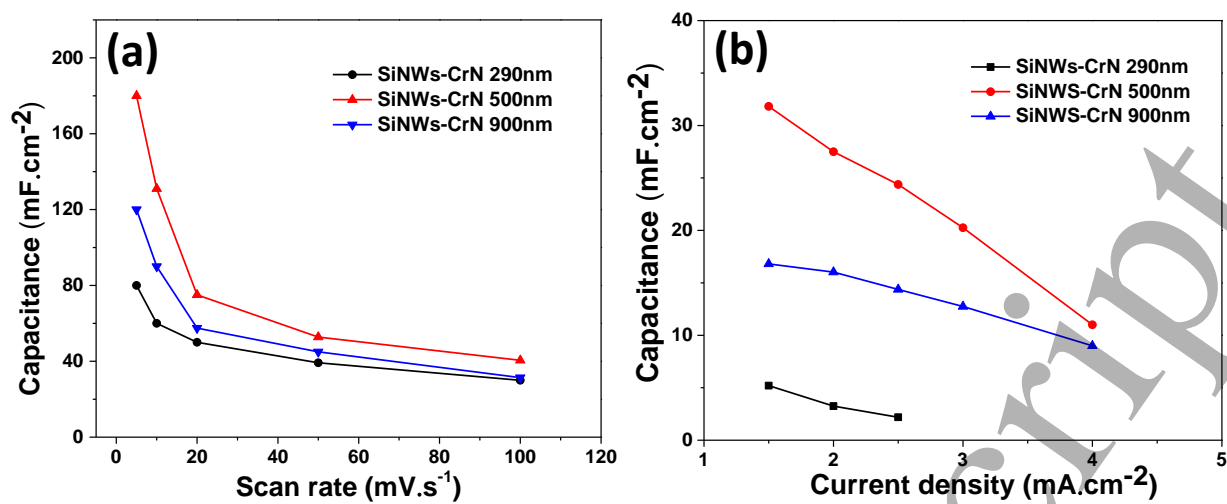 (a)
SiNWs-CrN 290nm
SiNWs-CrN 500nm
SiNWs-CrN 900nm
Capacitance (mF.cm⁻²)
200
160
120
80
40
0
0 20 40 60 80 100 120
Scan rate (mV.s⁻¹)
(b)
SiNWs-CrN 290nm
SiNWS-CrN 500nm
SiNWS-CrN 900nm
Capacitance (mF.cm⁻²)
40
30
20
10
0
1 2 3 4 5
Current density (mA.cm⁻²)
cript